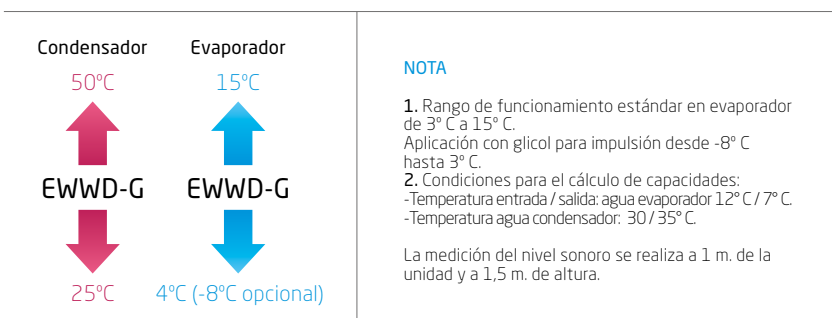 Condensador Evaporador
50ºC 15ºC
EWWD-G EWWD-G
25ºC 4ºC (-8ºC opcional)
NOTA
1. Rango de funcionamiento estándar en evaporador
de 3º C a 15º C.
Aplicación con glicol para impulsión desde -8º C
hasta 3º C.
2. Condiciones para el cálculo de capacidades:
-Temperatura entrada / salida: agua evaporador 12º C / 7º C.
-Temperatura agua condensador: 30 / 35º C.
La medición del nivel sonoro se realiza a 1 m. de la
unidad y a 1,5 m. de altura.